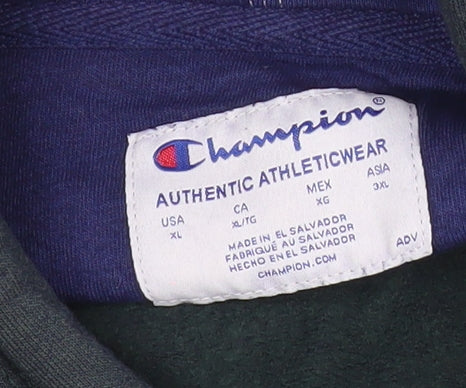 Champion®
AUTHENTIC ATHLETICWEAR
USA CA MEX ASIA
XL XL/TG XG 3XL
MADE IN EL SALVADOR
FABRIQUÉ AU SALVADOR
HECHO EN EL SALVADOR
CHAMPION.COM
ADV